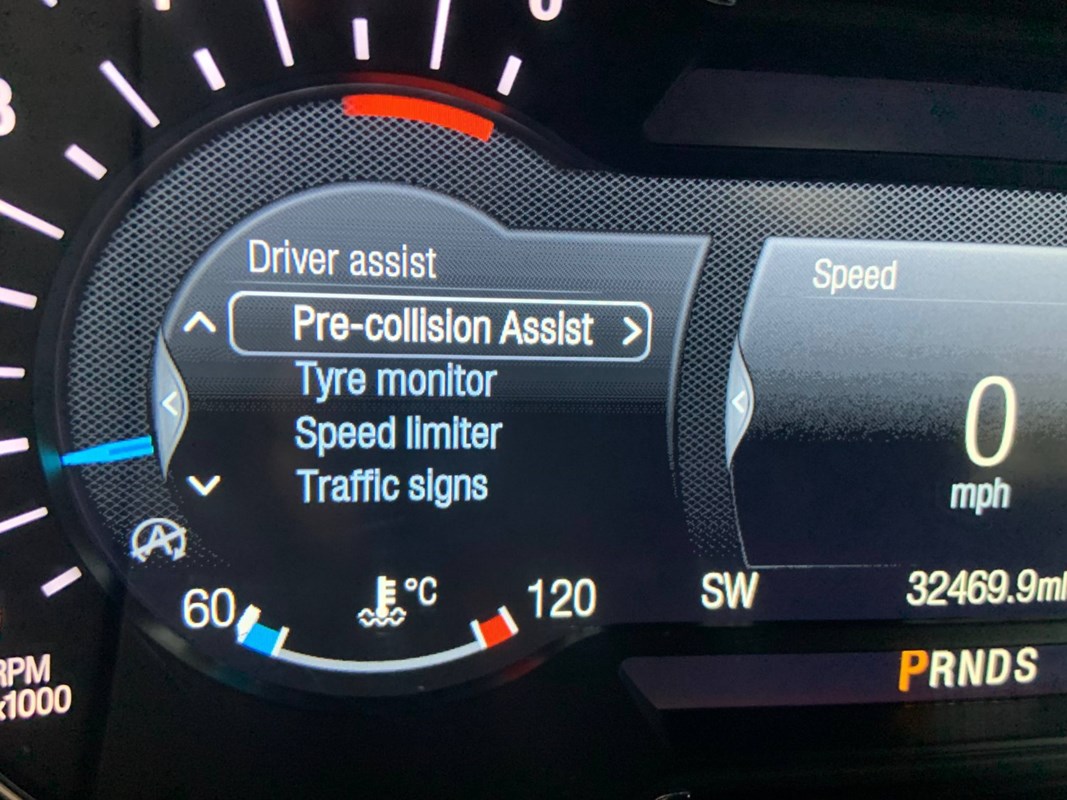 Driver assist
Pre-collision Assist >
Tyre monitor
Speed limiter
Traffic signs
A
60 °C 120
RPM
x1000
Speed
0
mph
SW 32469.9mi
PRNDS